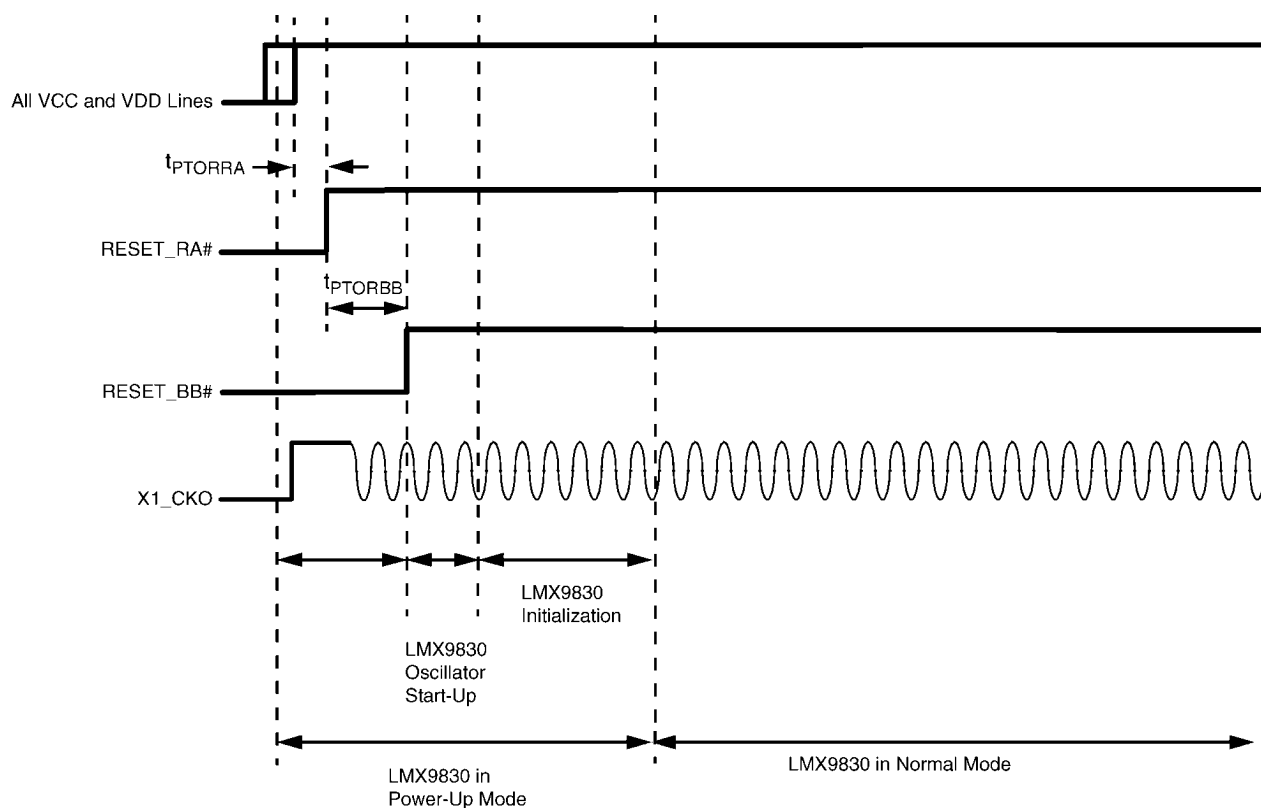 All VCC and VDD Lines
tPTORRA
RESET_RA#
tPTORBB
RESET_BB#
X1_CKO
LMX9830
Initialization
LMX9830
Oscillator
Start-Up
LMX9830 in
Power-Up Mode
LMX9830 in Normal Mode